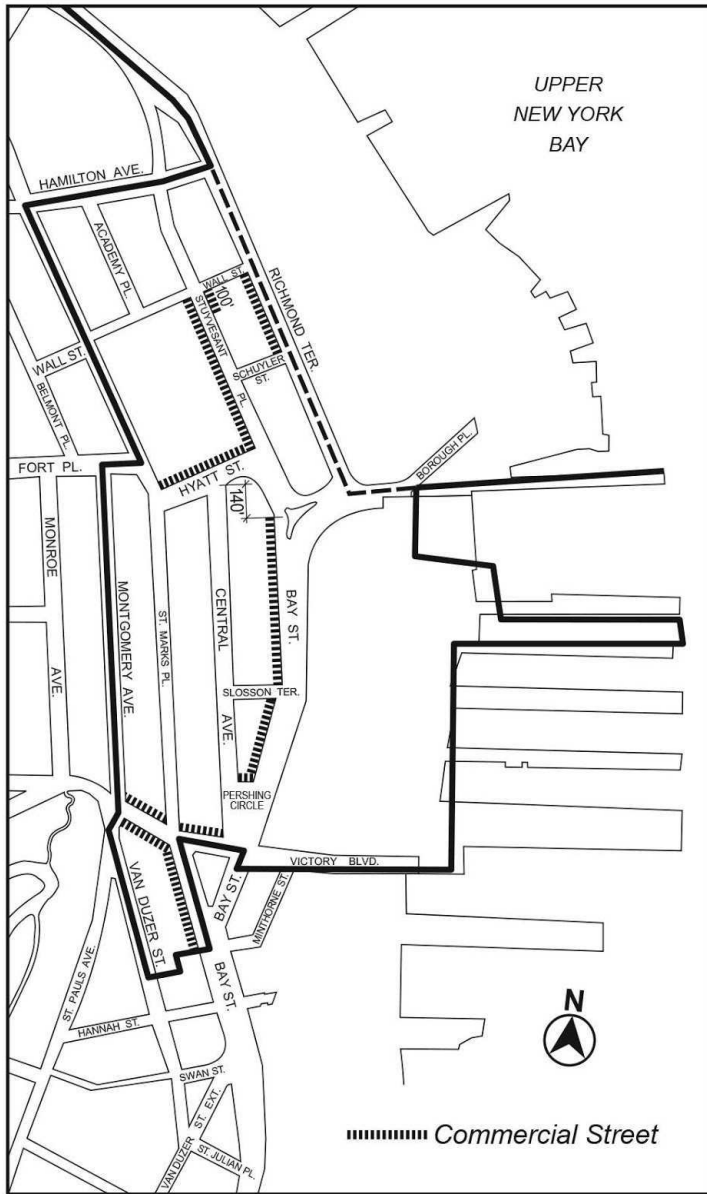 UPPER
NEW YORK
BAY
HAMILTON AVE.
ACADEMY PL.
RICHMOND TER.
WALL ST.
100'
STUYVESANT
PL.
WALL ST.
SCHUYLER
ST.
BELMONT PL.
BOROUGH PL.
FORT PL.
HYATT ST.
140'
MONROE
AVE.
MONTGOMERY AVE.
ST. MARKS PL.
CENTRAL
AVE.
BAY ST.
SLOSSON TER.
PERSHING
CIRCLE
VICTORY BLVD.
VAN DUZER ST.
BAY ST.
MINTHORNE ST.
ST. PAULS AVE.
BAY ST.
HANNAH ST.
SWAN ST.
VAN DUZER
ST. EXT.
ST. JULIAN PL.
N
Commercial Street